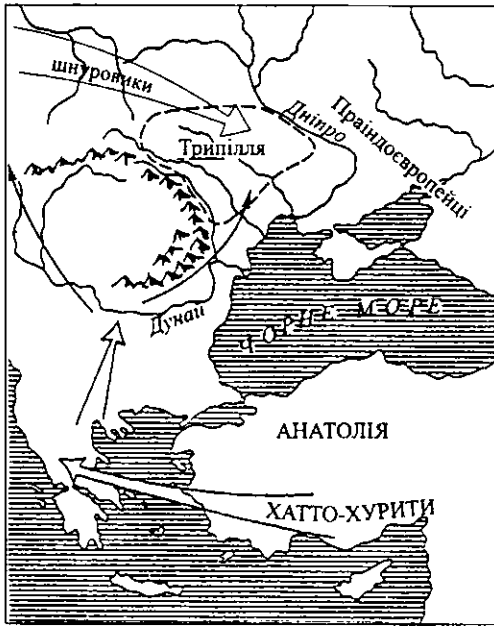 шнуровики
Дніпро
Праіндоєвропейці
Трипілля
Дунай
ЧОРНЕ МОРЕ
АНАТОЛІЯ
ХАТТО-ХУРИТИ